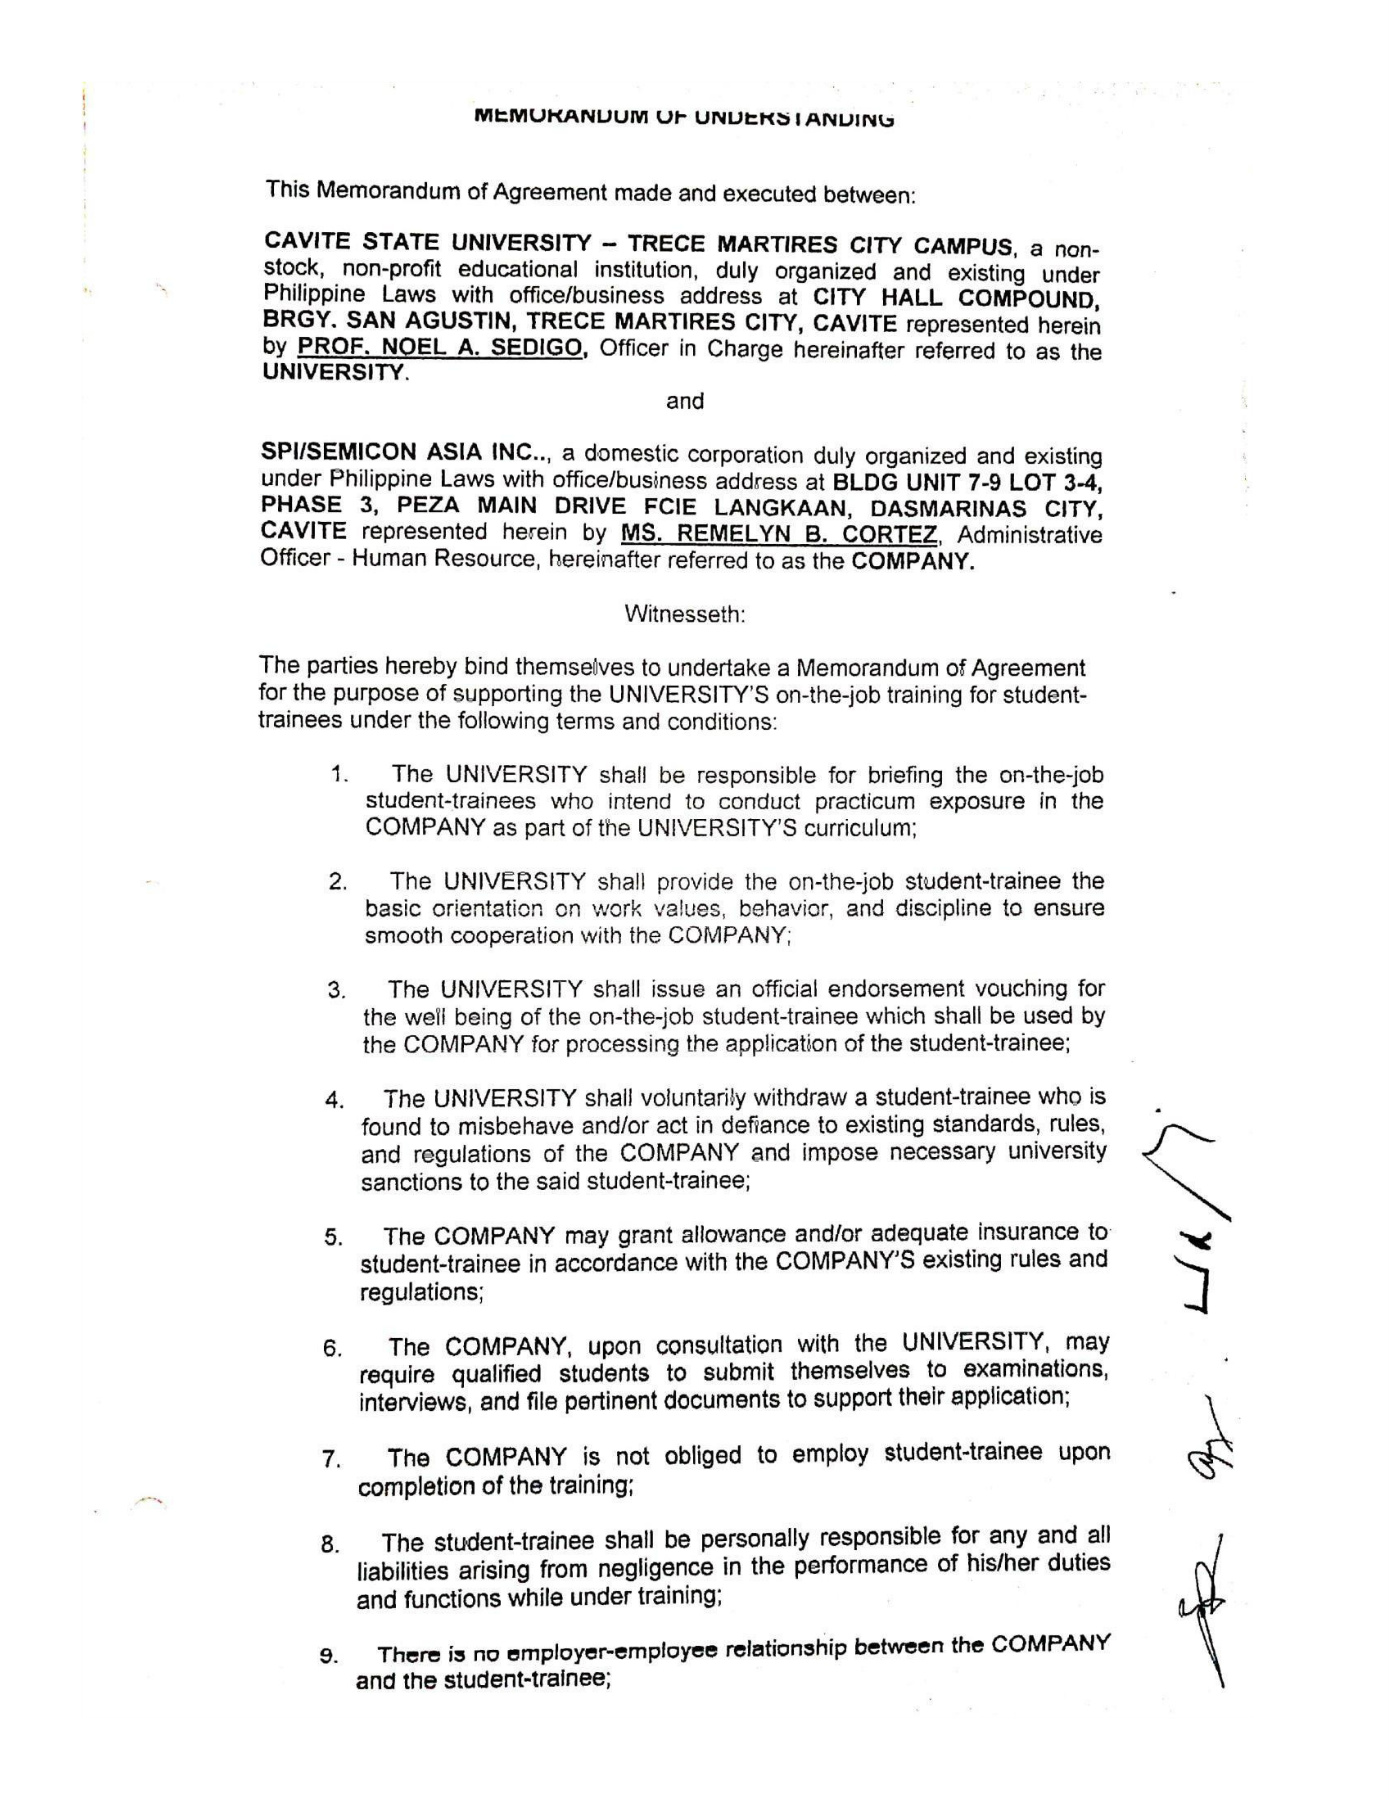 MEMORANDUM OF UNDERSTANDING
This Memorandum of Agreement made and executed between:
CAVITE STATE UNIVERSITY – TRECE MARTIRES CITY CAMPUS, a non-
stock, non-profit educational institution, duly organized and existing under
Philippine Laws with office/business address at CITY HALL COMPOUND,
BRGY. SAN AGUSTIN, TRECE MARTIRES CITY, CAVITE represented herein
by PROF. NOEL A. SEDIGO, Officer in Charge hereinafter referred to as the
UNIVERSITY.
and
SPI/SEMICON ASIA INC.., a domestic corporation duly organized and existing
under Philippine Laws with office/business address at BLDG UNIT 7-9 LOT 3-4,
PHASE 3, PEZA MAIN DRIVE FCIE LANGKAAN, DASMARINAS CITY,
CAVITE represented herein by MS. REMELYN B. CORTEZ, Administrative
Officer - Human Resource, hereinafter referred to as the COMPANY.
Witnesseth:
The parties hereby bind themselves to undertake a Memorandum of Agreement
for the purpose of supporting the UNIVERSITY'S on-the-job training for student-
trainees under the following terms and conditions:
1. The UNIVERSITY shall be responsible for briefing the on-the-job
student-trainees who intend to conduct practicum exposure in the
COMPANY as part of the UNIVERSITY'S curriculum;
2. The UNIVERSITY shall provide the on-the-job student-trainee the
basic orientation on work values, behavior, and discipline to ensure
smooth cooperation with the COMPANY;
3. The UNIVERSITY shall issue an official endorsement vouching for
the well being of the on-the-job student-trainee which shall be used by
the COMPANY for processing the application of the student-trainee;
4. The UNIVERSITY shall voluntarily withdraw a student-trainee who is
found to misbehave and/or act in defiance to existing standards, rules,
and regulations of the COMPANY and impose necessary university
sanctions to the said student-trainee;
5. The COMPANY may grant allowance and/or adequate insurance to
student-trainee in accordance with the COMPANY'S existing rules and
regulations;
6. The COMPANY, upon consultation with the UNIVERSITY, may
require qualified students to submit themselves to examinations,
interviews, and file pertinent documents to support their application;
7. The COMPANY is not obliged to employ student-trainee upon
completion of the training;
8. The student-trainee shall be personally responsible for any and all
liabilities arising from negligence in the performance of his/her duties
and functions while under training;
9. There is no employer-employee relationship between the COMPANY
and the student-trainee;